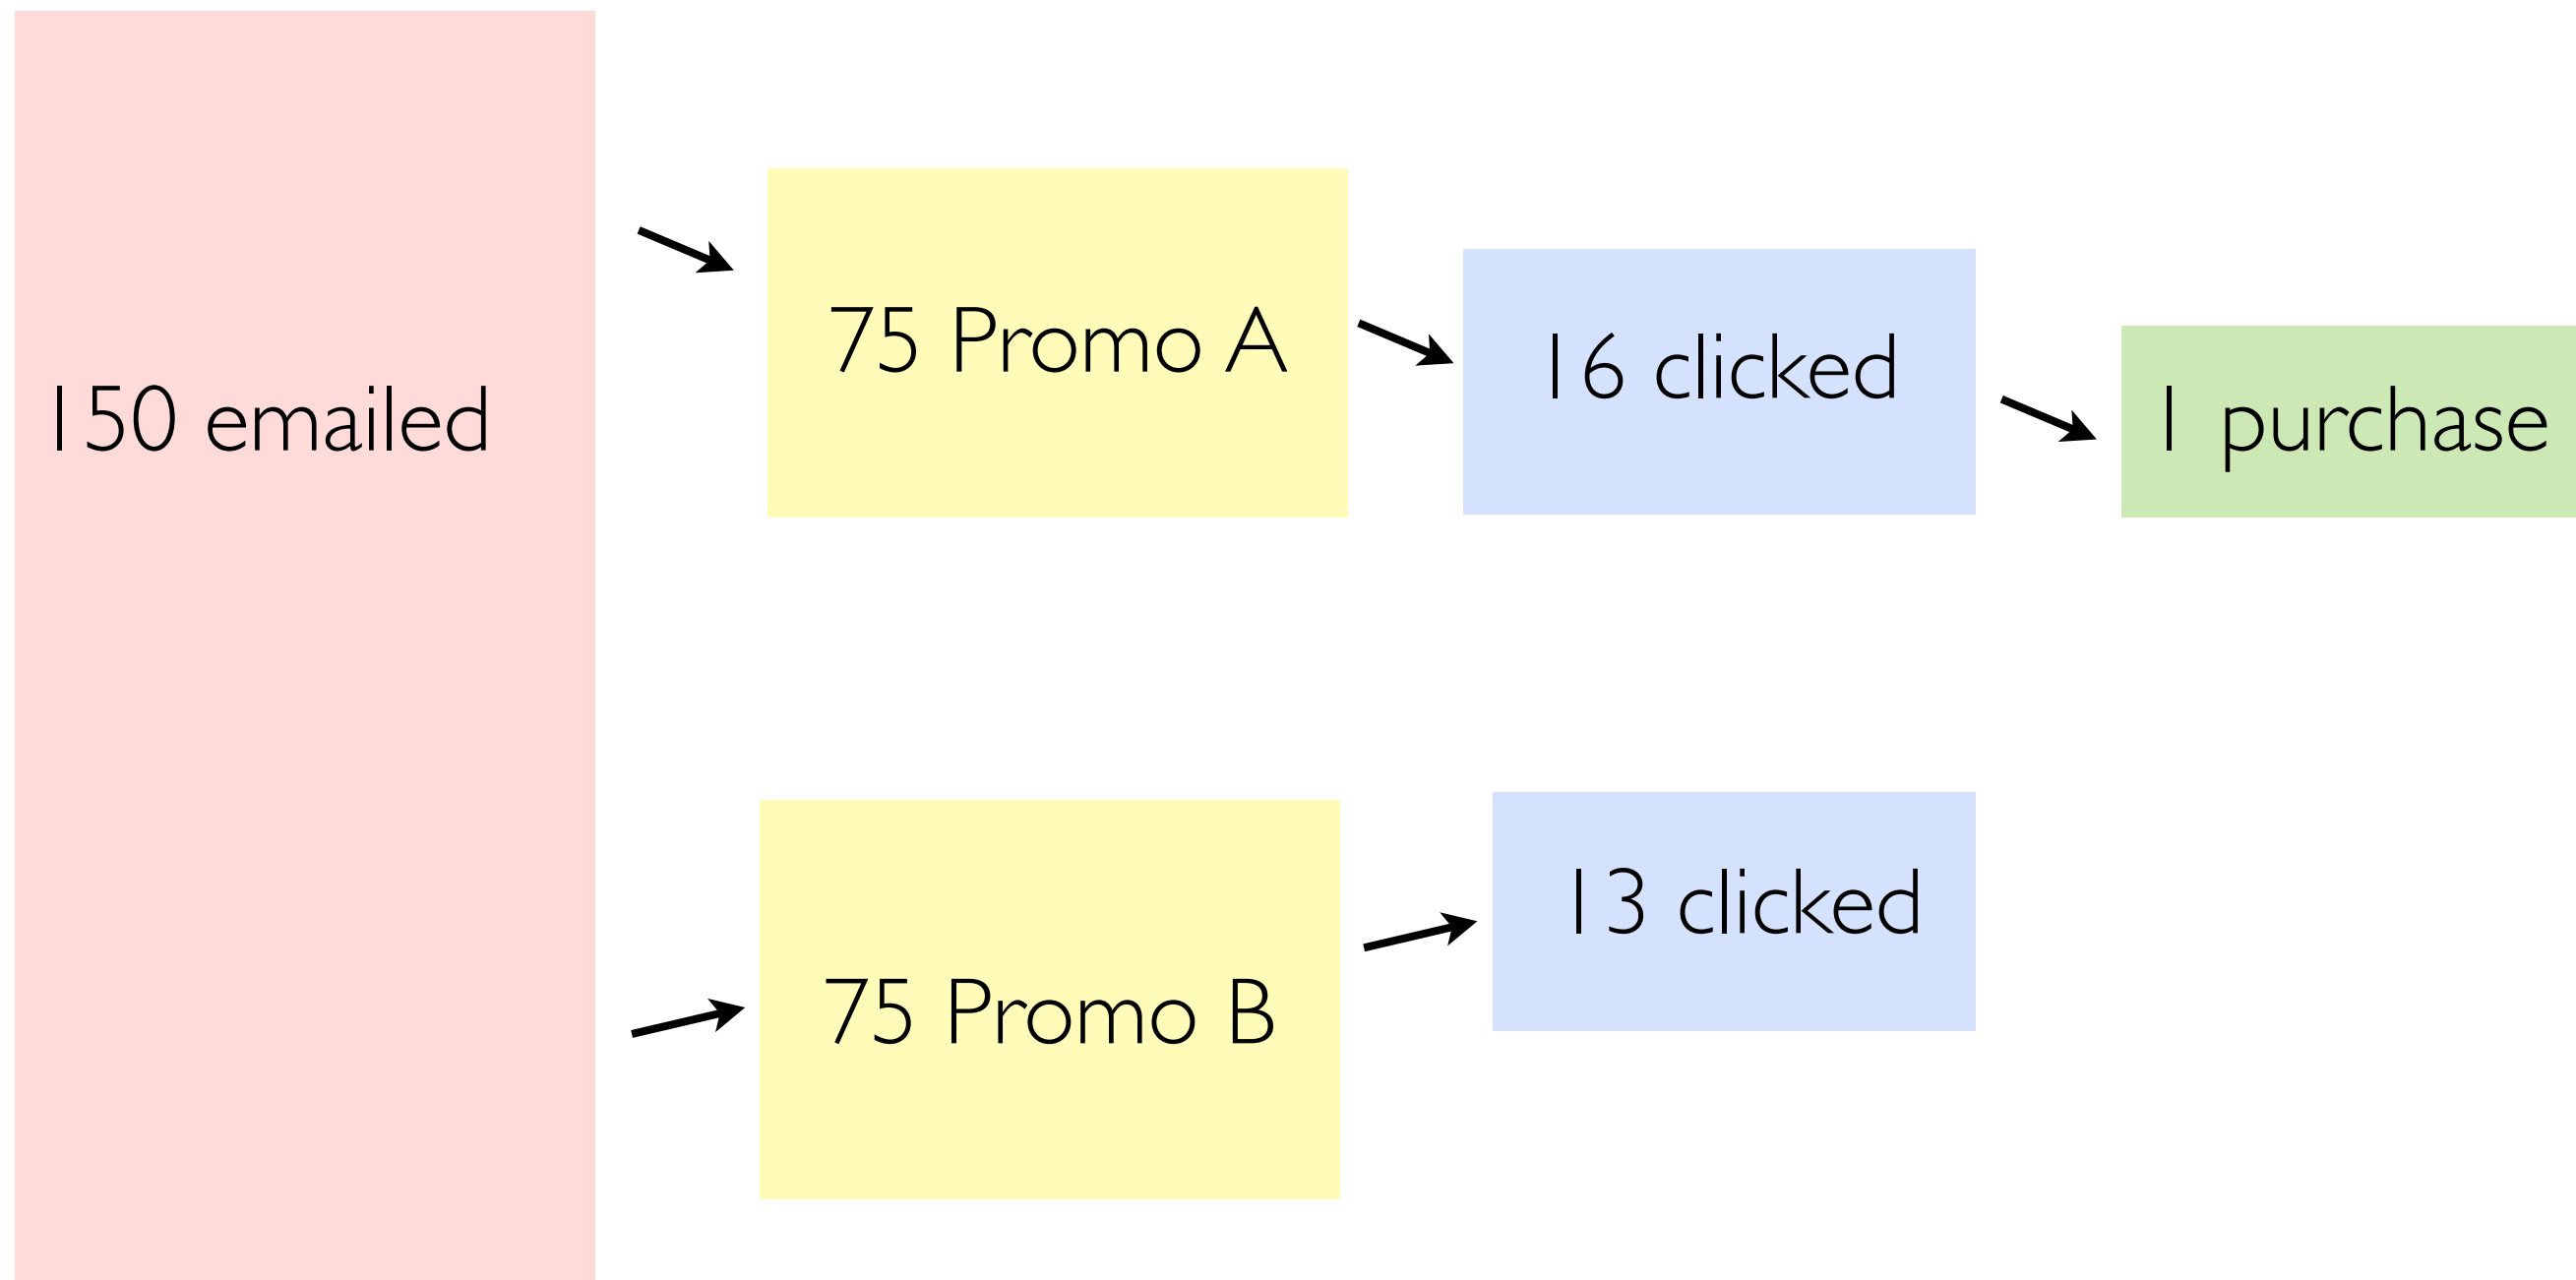 150 emailed
75 Promo A
16 clicked
1 purchase
75 Promo B
13 clicked